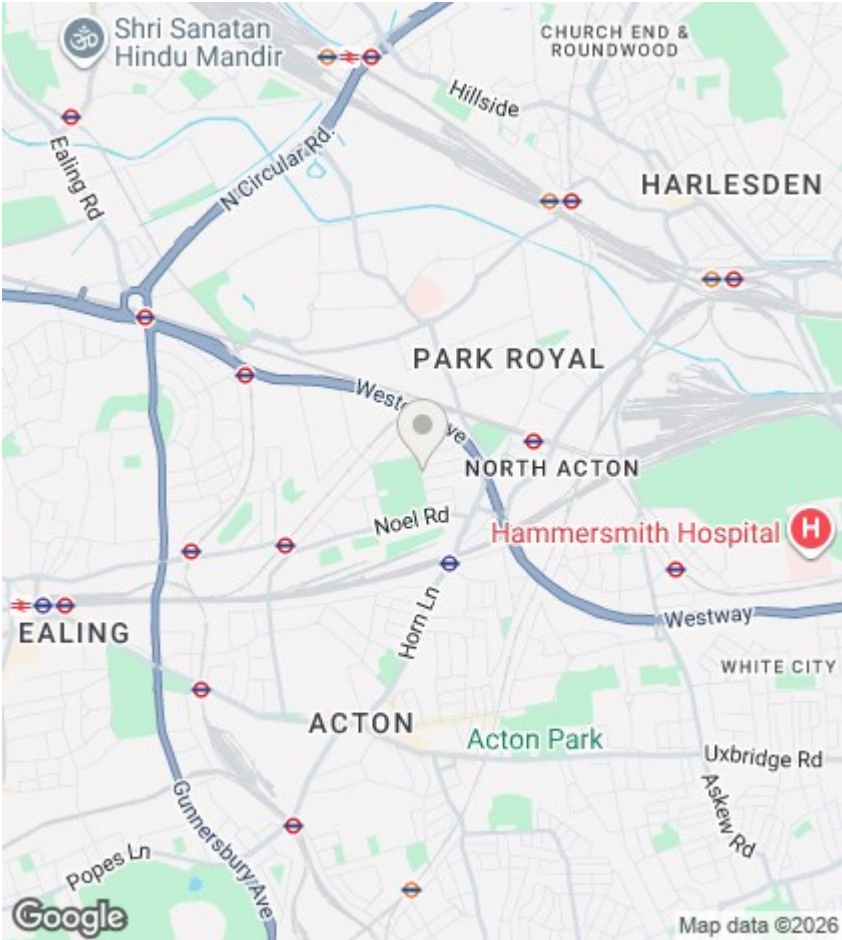 Shri Sanatan
Hindu Mandir
CHURCH END &
ROUNDWOOD
Hillside
Ealing Rd
N Circular Rd.
HARLESDEN
PARK ROYAL
NORTH ACTON
Noel Rd
Hammersmith Hospital
H
Horn Ln
EALING
Westway
WHITE CITY
ACTON
Acton Park
Uxbridge Rd
Askew Rd
Gunnersbury Ave
Popes Ln
Google
Map data ©2026